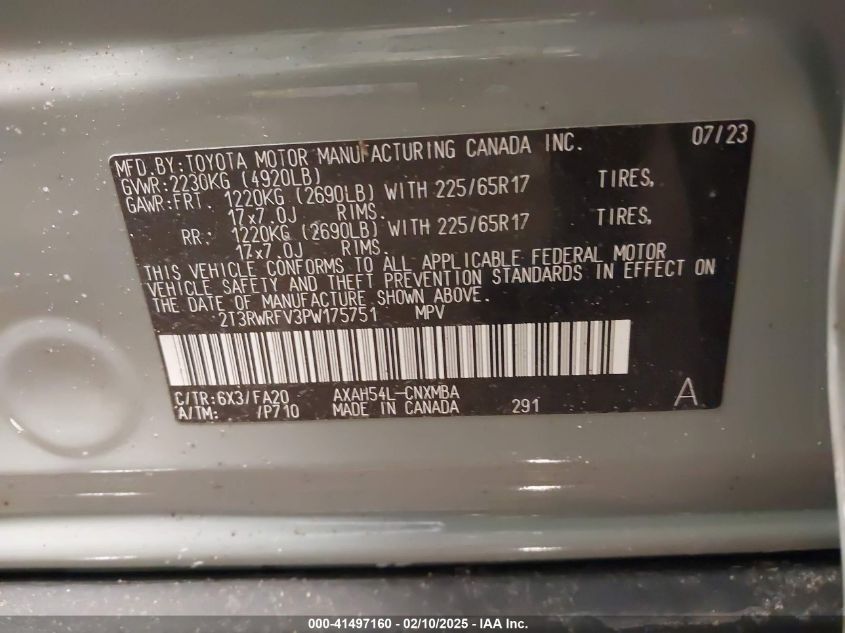 MFD.BY:TOYOTA MOTOR MANUFACTURING CANADA INC. 07/23
GVWR:2230KG (4920LB)
GAWR:FRT. 1220KG (2690LB) WITH 225/65R17 TIRES,
17x7.0J RIMS.
RR: 1220KG (2690LB) WITH 225/65R17 TIRES,
17x7.0J RIMS.
THIS VEHICLE CONFORMS TO ALL APPLICABLE FEDERAL MOTOR
VEHICLE SAFETY AND THEFT PREVENTION STANDARDS IN EFFECT ON
THE DATE OF MANUFACTURE SHOWN ABOVE.
2T3RWRFV3PW175751 MPV
C/TR:6X3/FA20 AXAH54L-CNXMBA A
A/TM: /P710 MADE IN CANADA 291
000-41497160 - 02/10/2025 - IAA Inc.